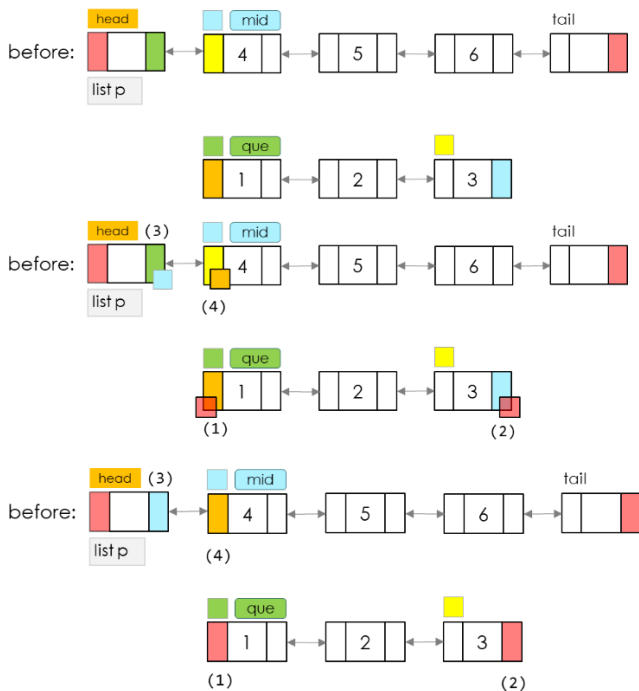 head mid tail
before: 4 5 6
list p
que
1 2 3
head (3) mid tail
before: 4 5 6
list p (4)
que
1 2 3
(1) (2)
head (3) mid tail
before: 4 5 6
list p (4)
que
1 2 3
(1) (2)